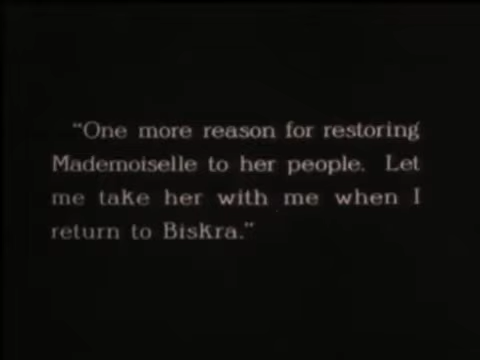 “One more reason for restoring
Mademoiselle to her people. Let
me take her with me when I
return to Biskra.”